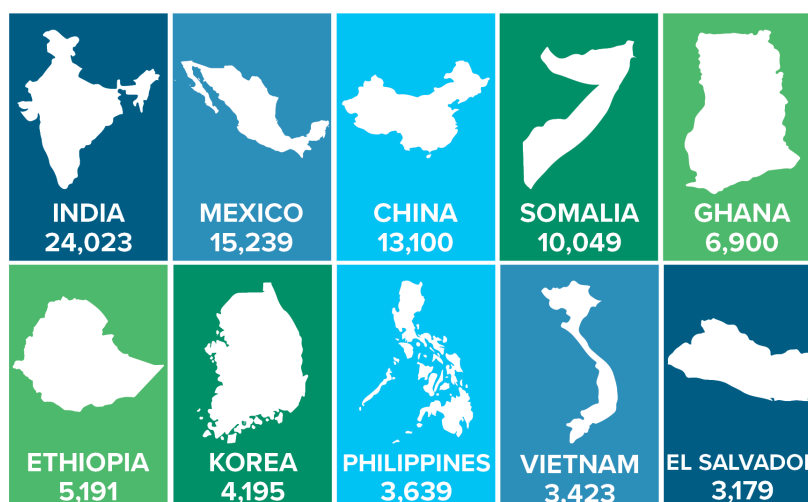 INDIA
24,023
MEXICO
15,239
CHINA
13,100
SOMALIA
10,049
GHANA
6,900
ETHIOPIA
5,191
KOREA
4,195
PHILIPPINES
3,639
VIETNAM
3,423
EL SALVADOR
3,179